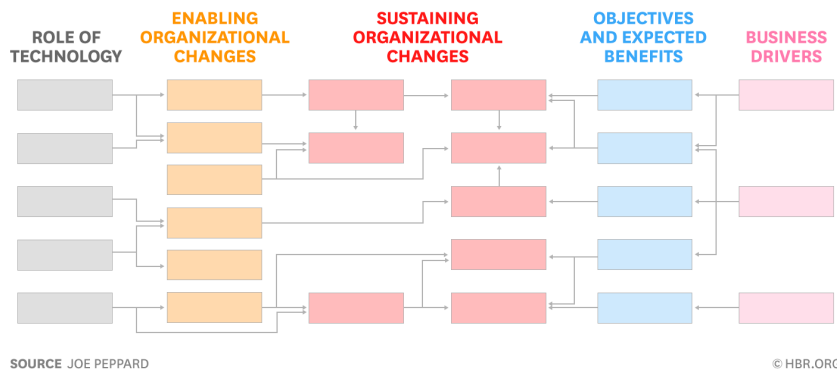 ROLE OF
TECHNOLOGY
ENABLING
ORGANIZATIONAL
CHANGES
SUSTAINING
ORGANIZATIONAL
CHANGES
OBJECTIVES
AND EXPECTED
BENEFITS
BUSINESS
DRIVERS
SOURCE JOE PEPPARD
© HBR.ORG